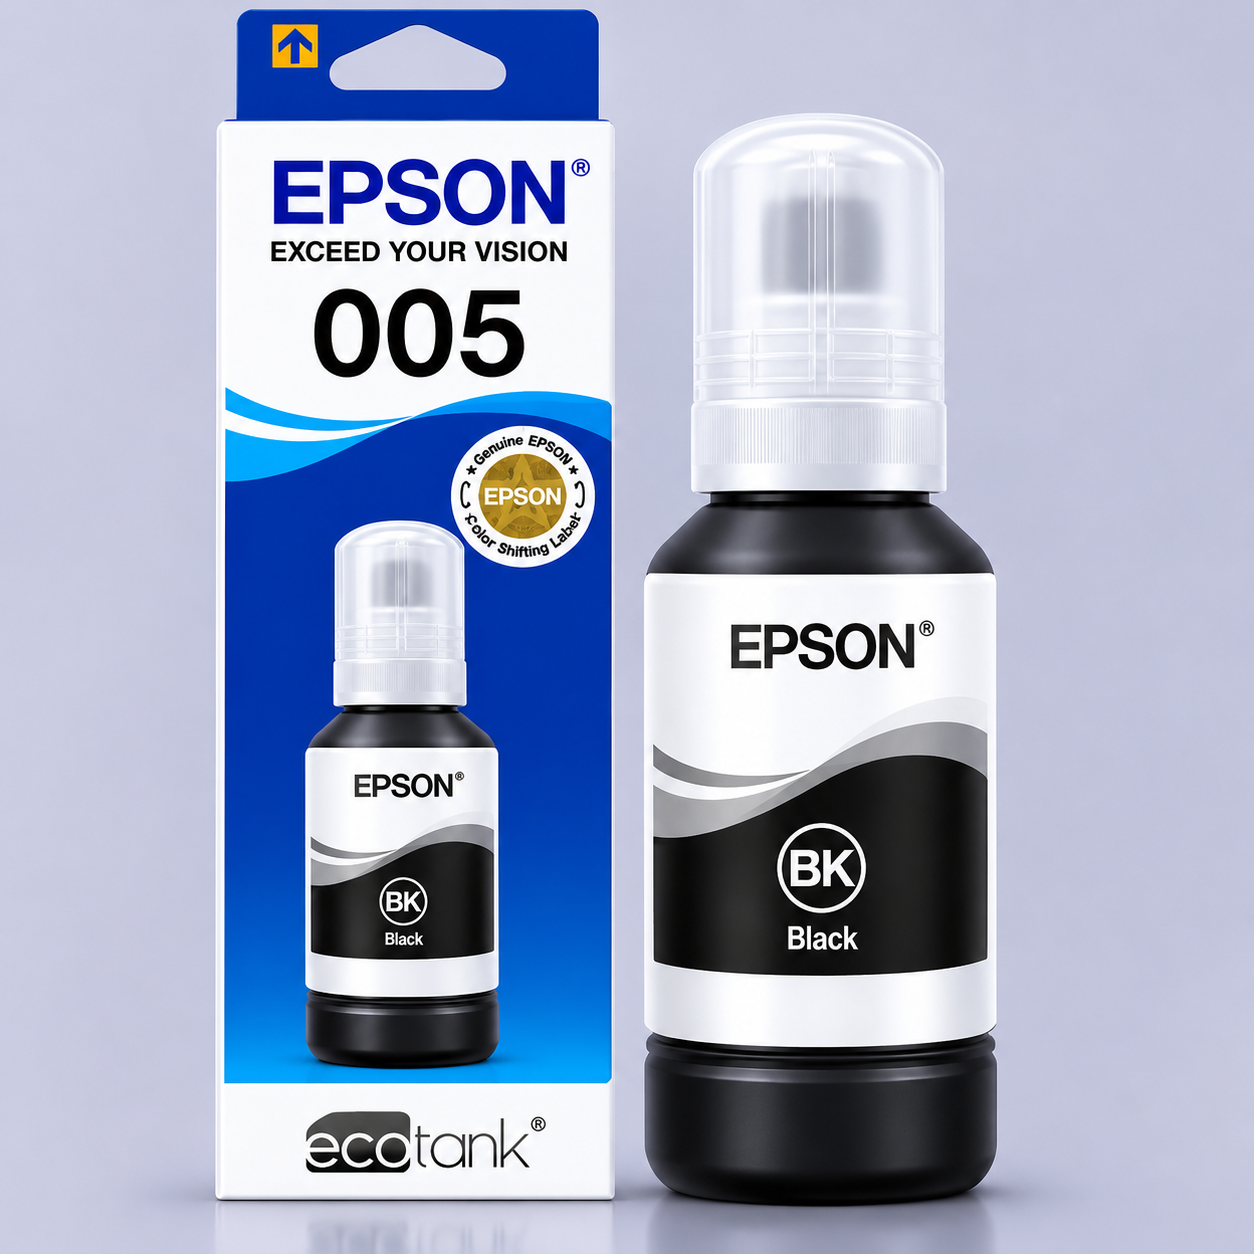 EPSON®
EXCEED YOUR VISION
005
Genuine EPSON
EPSON
Color Shifting Label
EPSON®
BK
Black
ecotank®
EPSON®
BK
Black